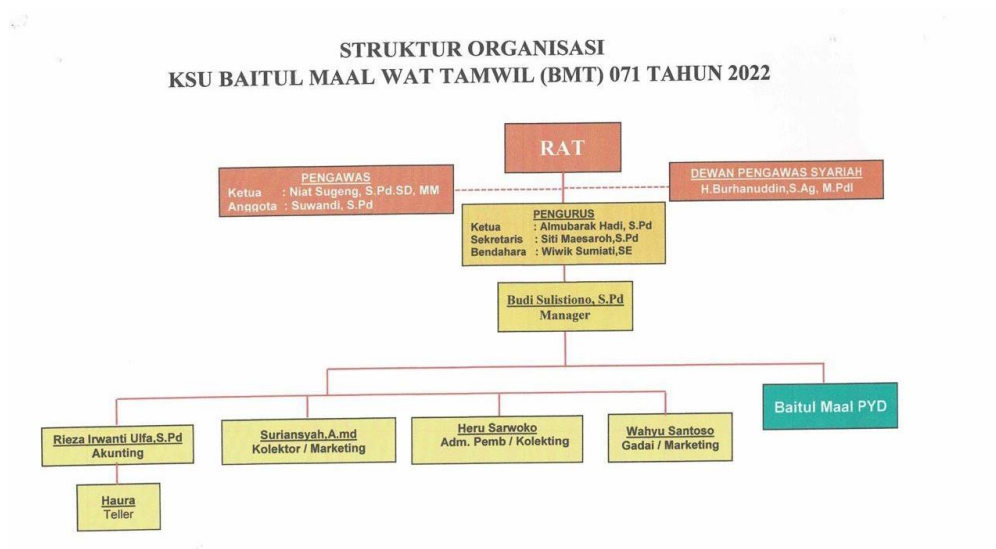 STRUKTUR ORGANISASI
KSU BAITUL MAAL WAT TAMWIL (BMT) 071 TAHUN 2022
RAT
PENGAWAS
Ketua : Niat Sugeng, S.Pd.SD, MM
Anggota : Suwandi, S.Pd
DEWAN PENGAWAS SYARIAH
H.Burhanuddin,S.Ag, M.PdI
PENGURUS
Ketua : Almubarak Hadi, S.Pd
Sekretaris : Siti Maesaroh,S.Pd
Bendahara : Wiwik Sumiati,SE
Budi Sulistiono, S.Pd
Manager
Baitul Maal PYD
Rieza Irwanti Ulfa,S.Pd
Akunting
Suriansyah,A.md
Kolektor / Marketing
Heru Sarwoko
Adm. Pemb / Kolekting
Wahyu Santoso
Gadai / Marketing
Haura
Teller